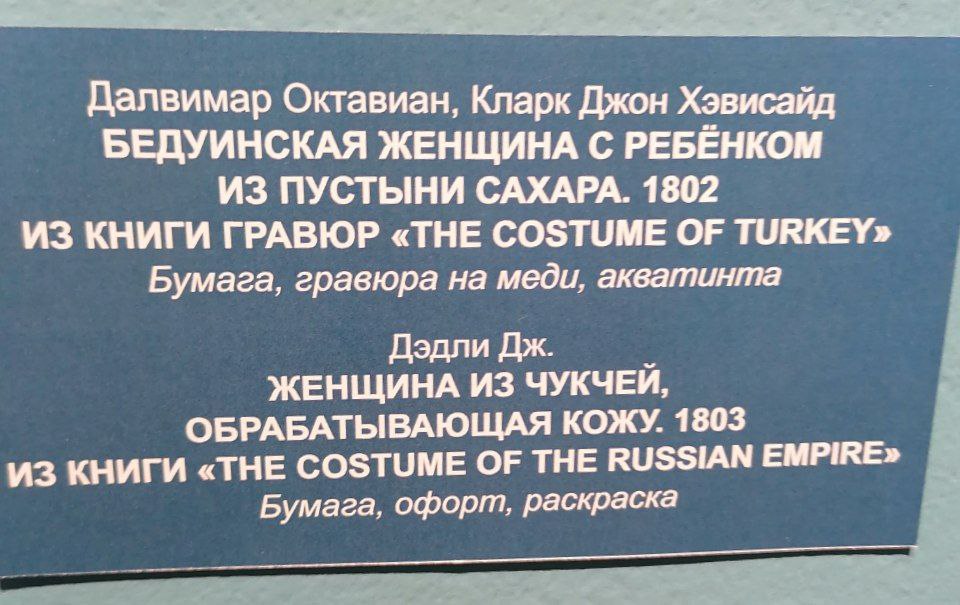 Далвимар Октавиан, Кларк Джон Хэвисайд
БЕДУИНСКАЯ ЖЕНЩИНА С РЕБЁНКОМ
ИЗ ПУСТЫНИ САХАРА. 1802
ИЗ КНИГИ ГРАВЮР «THE COSTUME OF TURKEY»
Бумага, гравюра на меди, акватинта
Дэдли Дж.
ЖЕНЩИНА ИЗ ЧУКЧЕЙ,
ОБРАБАТЫВАЮЩАЯ КОЖУ. 1803
ИЗ КНИГИ «THE COSTUME OF THE RUSSIAN EMPIRE»
Бумага, офорт, раскраска